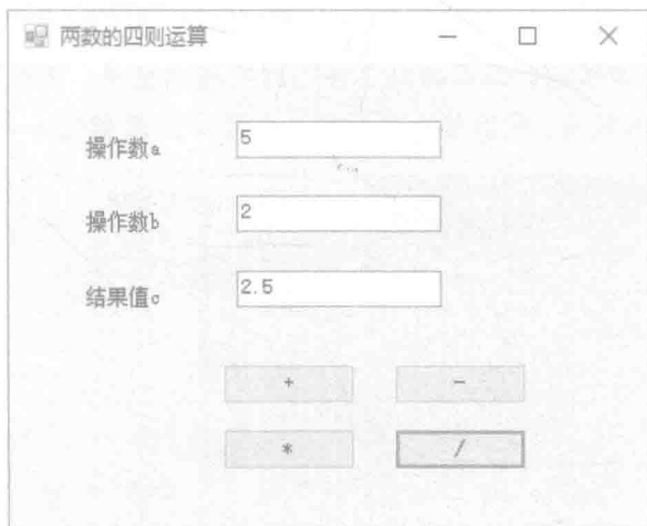 两数的四则运算
操作数a 5
操作数b 2
结果值c 2.5
+ -
* /